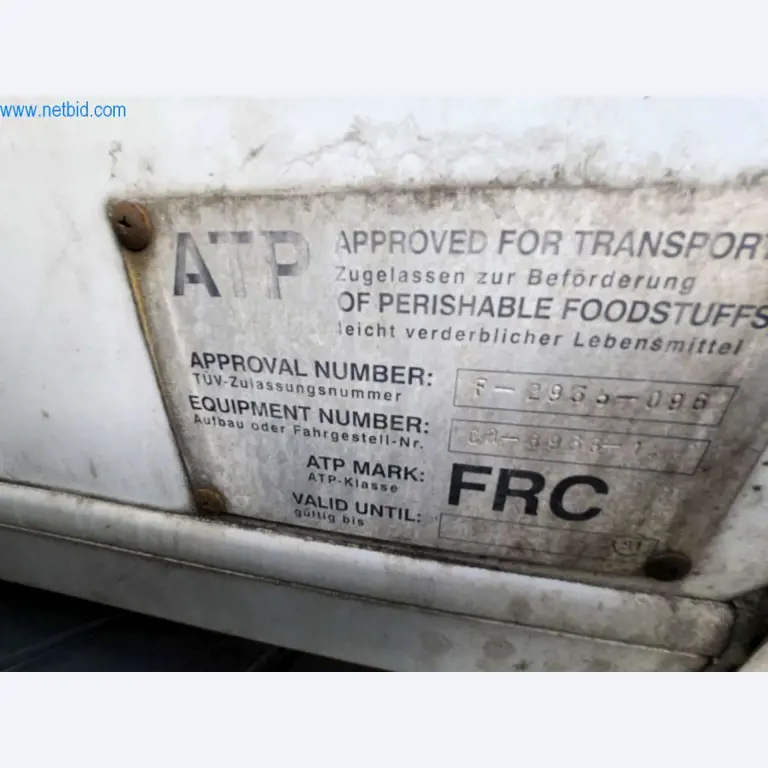 www.netbid.com
ATP
APPROVED FOR TRANSPORT
Zugelassen zur Beförderung
OF PERISHABLE FOODSTUFFS
leicht verderblicher Lebensmittel
APPROVAL NUMBER:
TÜV-Zulassungsnummer
EQUIPMENT NUMBER:
Aufbau oder Fahrgestell-Nr.
ATP MARK: FRC
ATP-Klasse
VALID UNTIL:
gültig bis